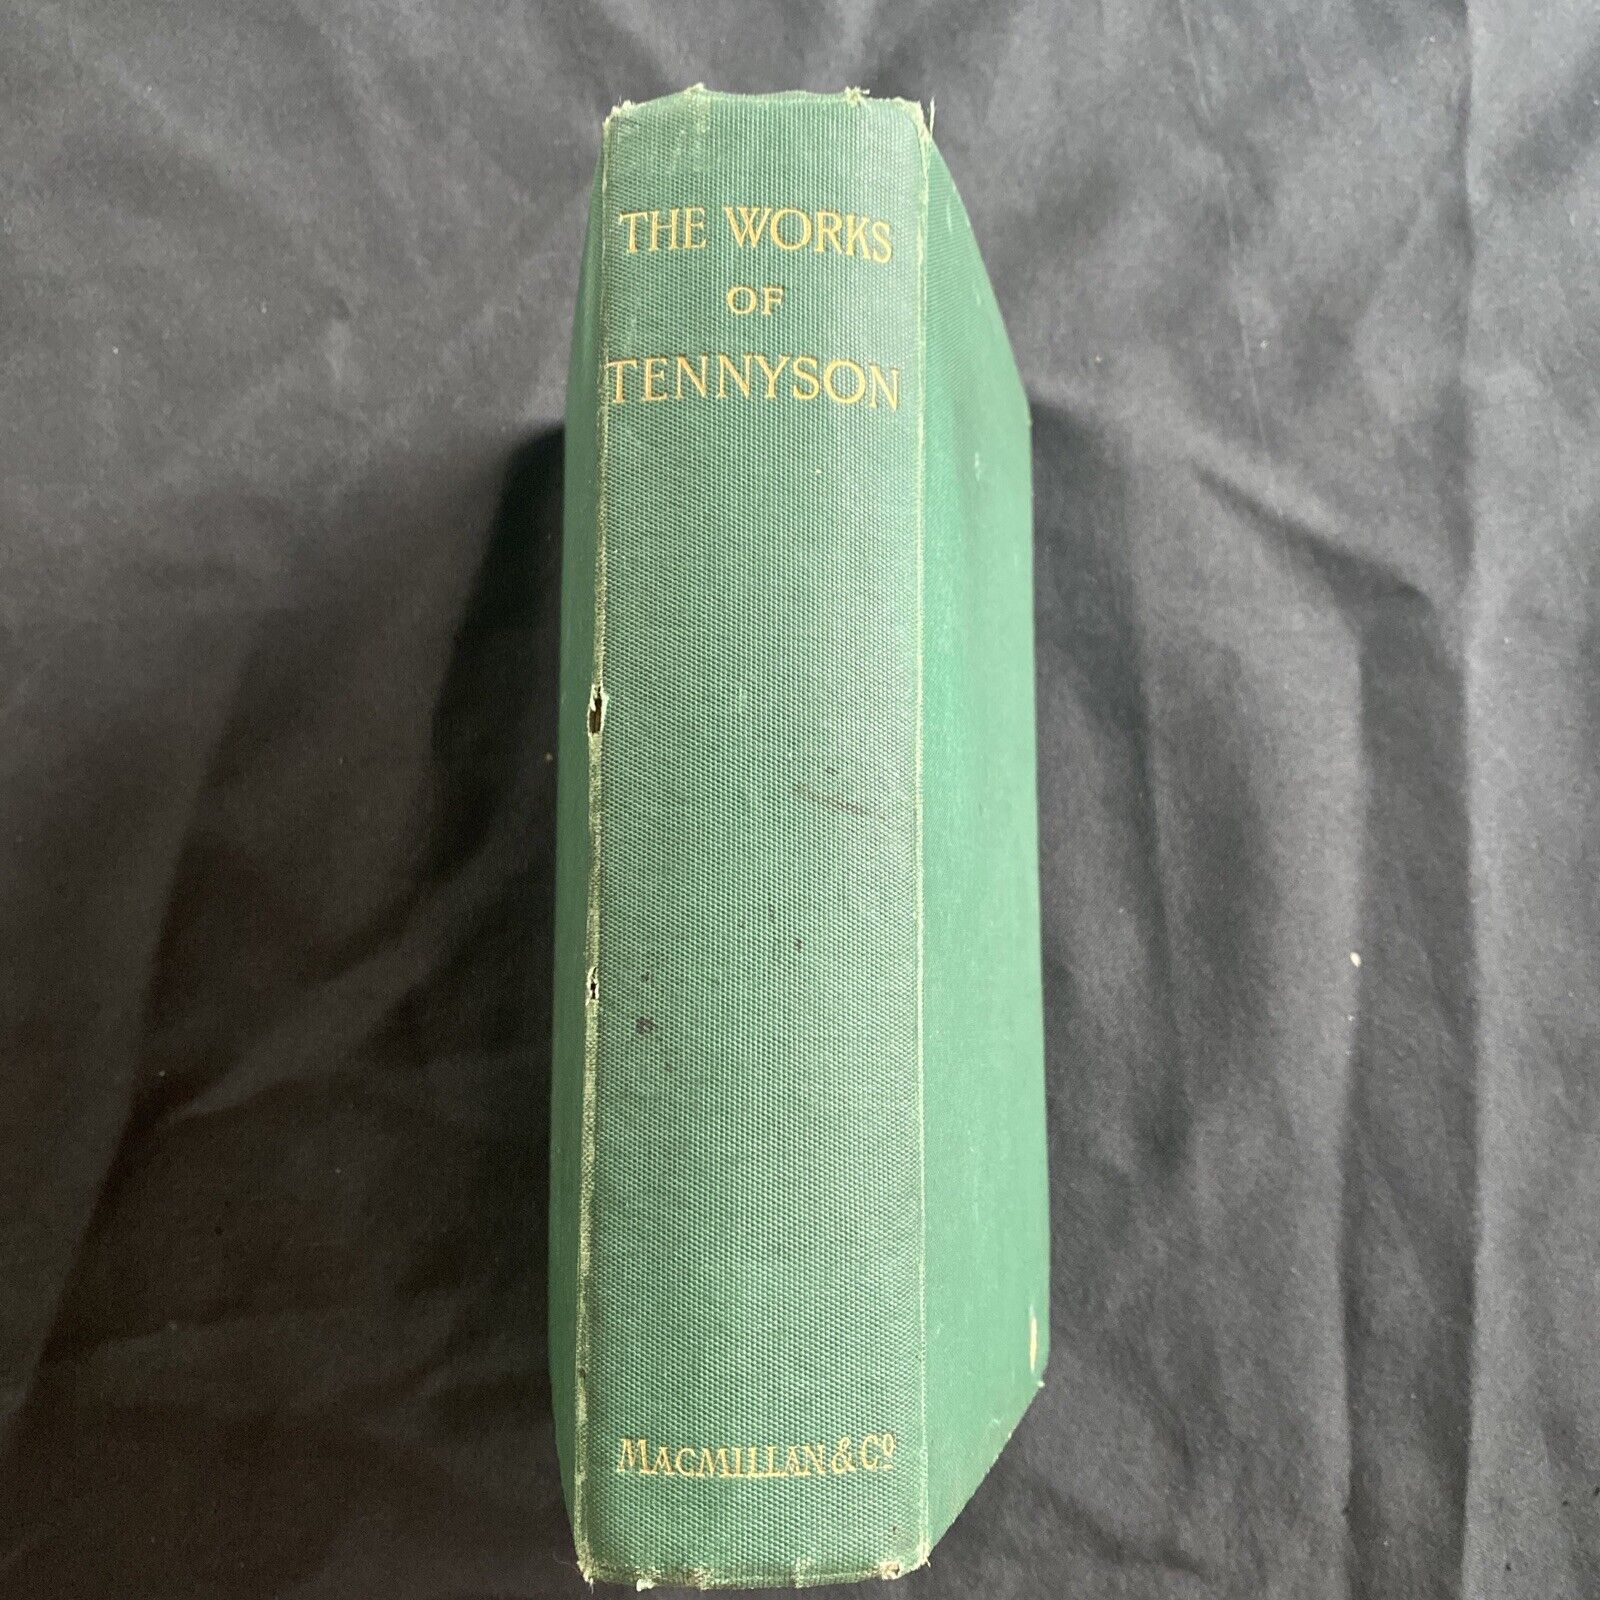 THE WORKS
OF
TENNYSON
MACMILLAN & Cº